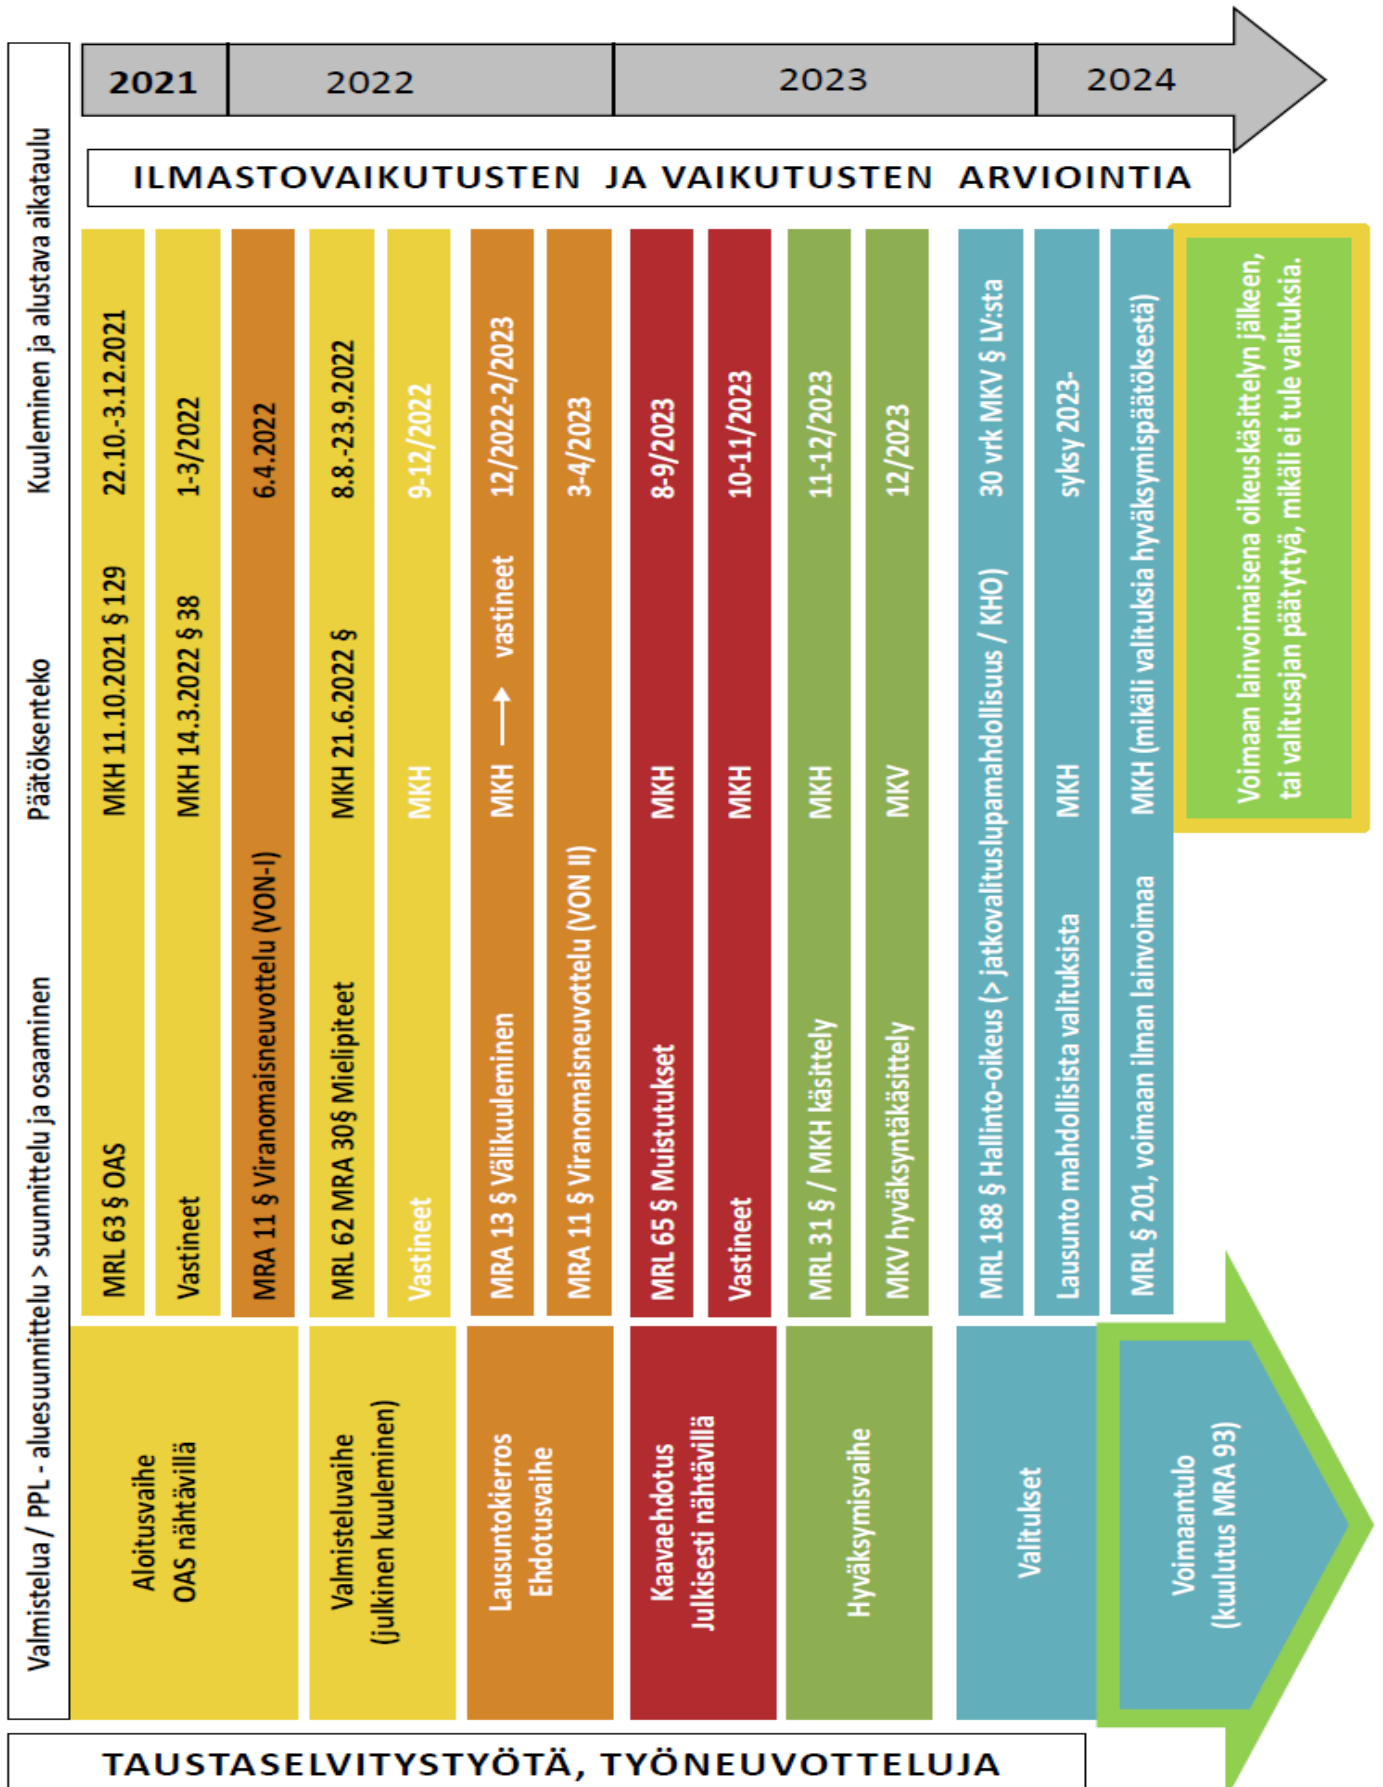 2021
2022
2023
2024
ILMASTOVAIKUTUSTEN JA VAIKUTUSTEN ARVIOINTIA
Valmistelua / PPL - aluesuunnittelu > suunnittelu ja osaaminen
Päätöksenteko
Kuuleminen ja alustava aikataulu
Aloitusvaihe
OAS nähtävillä
MRL 63 § OAS
MKH 11.10.2021 § 129
22.10.-3.12.2021
Vastineet
MKH 14.3.2022 § 38
1-3/2022
MRA 11 § Viranomaisneuvottelu (VON-I)
6.4.2022
Valmisteluvaihe
(julkinen kuuleminen)
MRL 62 MRA 30§ Mielipiteet
MKH 21.6.2022 §
8.8.-23.9.2022
Vastineet
MKH
9-12/2022
Lausuntokierros
Ehdotusvaihe
MRA 13 § Välikuuleminen
MKH → vastineet
12/2022-2/2023
MRA 11 § Viranomaisneuvottelu (VON II)
3-4/2023
Kaavaehdotus
Julkisesti nähtävillä
MRL 65 § Muistutukset
MKH
8-9/2023
Vastineet
MKH
10-11/2023
Hyväksymisvaihe
MRL 31 § / MKH käsittely
MKH
11-12/2023
MKV hyväksyntäkäsittely
MKV
12/2023
Valitukset
MRL 188 § Hallinto-oikeus (> jatkovalituslupamahdollisuus / KHO)
30 vrk MKV § LV:sta
Lausunto mahdollisista valituksista
MKH
syksy 2023-
Voimaantulo
(kuulutus MRA 93)
MRL § 201, voimaan ilman lainvoimaa
MKH (mikäli valituksia hyväksymispäätöksestä)
Voimaan lainvoimaisena oikeuskäsittelyn jälkeen,
tai valitusajan päätyttyä, mikäli ei tule valituksia.
TAUSTASELVITYSTYÖTÄ, TYÖNEUVOTTELUJA